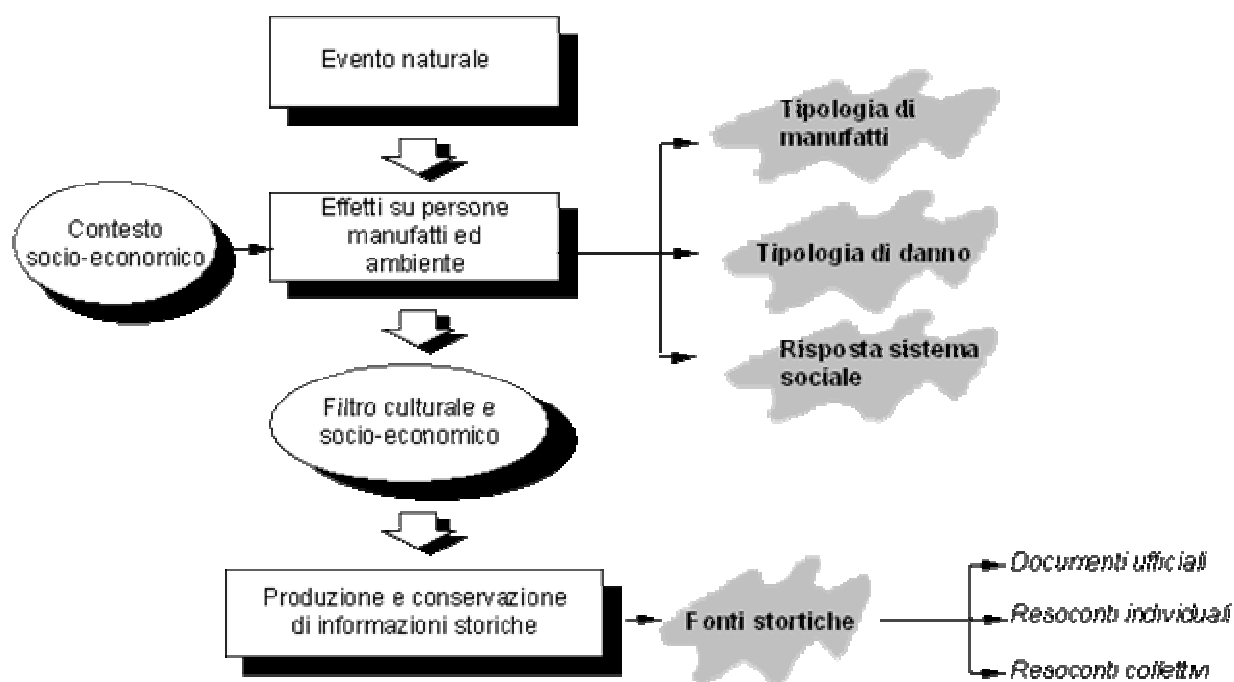 Evento naturale
Tipologia di
manufatti
Contesto
socio-economico
Effetti su persone
manufatti ed
ambiente
Tipologia di danno
Risposta sistema
sociale
Filtro culturale e
socio-economico
Produzione e conservazione
di informazioni storiche
Fonti stortiche
Documenti ufficiali
Resoconti individuali
Resoconti collettivi